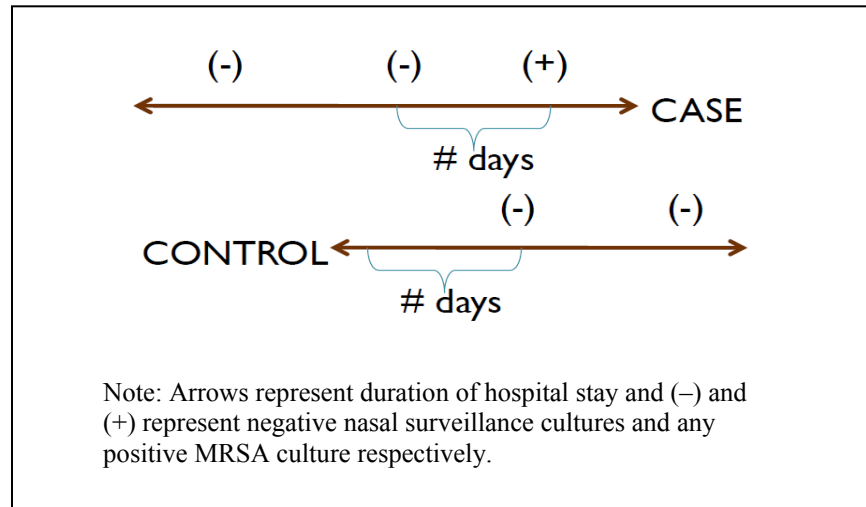 (-) (-) (+)
CASE
# days
(-) (-)
CONTROL
# days
Note: Arrows represent duration of hospital stay and (–) and
(+) represent negative nasal surveillance cultures and any
positive MRSA culture respectively.